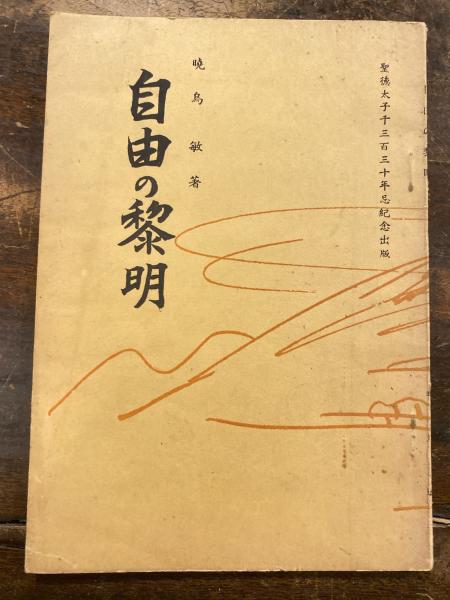 聖徳太子千三百三十年忌紀念出版
暁烏敏著
自由の黎明